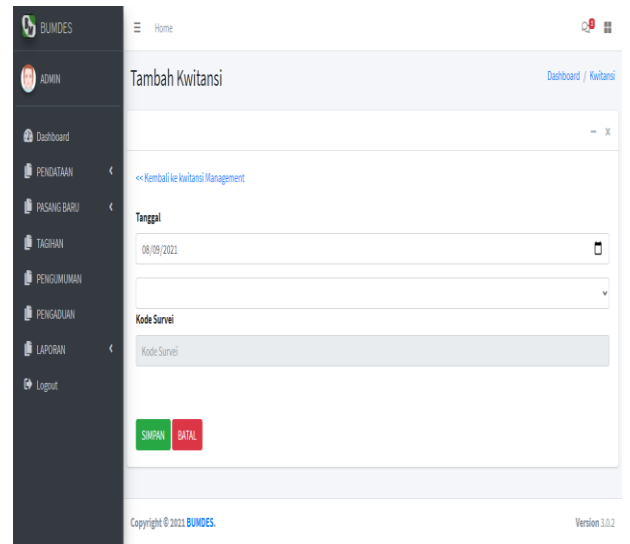 BUMDES
Home
ADMIN
Tambah Kwitansi
Dashboard / Kwitansi
Dashboard
PENDATAAN
PASANG BARU
TAGIHAN
PENGUMUMAN
PENGADUAN
LAPORAN
Logout
<< Kembali ke kwitansi Management
Tanggal
08/09/2021
Kode Survei
Kode Survei
SIMPAN BATAL
Copyright © 2021 BUMDES.
Version 3.0.2